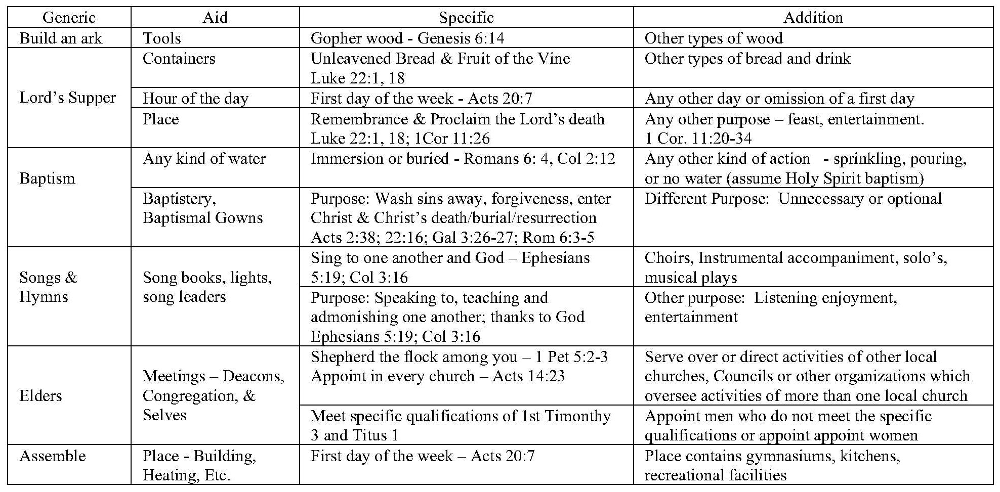 Generic Aid Specific Addition
Build an ark Tools Gopher wood - Genesis 6:14 Other types of wood
Lord’s Supper
Containers
Unleavened Bread & Fruit of the Vine
Luke 22:1, 18
Other types of bread and drink
Hour of the day First day of the week - Acts 20:7 Any other day or omission of a first day
Place
Remembrance & Proclaim the Lord’s death
Luke 22:1, 18; 1Cor 11:26
Any other purpose – feast, entertainment.
1 Cor. 11:20-34
Baptism
Any kind of water
Immersion or buried - Romans 6: 4, Col 2:12
Any other kind of action - sprinkling, pouring,
or no water (assume Holy Spirit baptism)
Baptistery,
Baptismal Gowns
Purpose: Wash sins away, forgiveness, enter
Christ & Christ’s death/burial/resurrection
Acts 2:38; 22:16; Gal 3:26-27; Rom 6:3-5
Different Purpose: Unnecessary or optional
Songs &
Hymns
Song books, lights,
song leaders
Sing to one another and God – Ephesians
5:19; Col 3:16
Choirs, Instrumental accompaniment, solo’s,
musical plays
Purpose: Speaking to, teaching and
admonishing one another; thanks to God
Ephesians 5:19; Col 3:16
Other purpose: Listening enjoyment,
entertainment
Elders
Meetings – Deacons,
Congregation, &
Selves
Shepherd the flock among you – 1 Pet 5:2-3
Appoint in every church – Acts 14:23
Serve over or direct activities of other local
churches, Councils or other organizations which
oversee activities of more than one local church
Meet specific qualifications of 1st Timonthy
3 and Titus 1
Appoint men who do not meet the specific
qualifications or appoint appoint women
Assemble
Place - Building,
Heating, Etc.
First day of the week – Acts 20:7
Place contains gymnasiums, kitchens,
recreational facilities